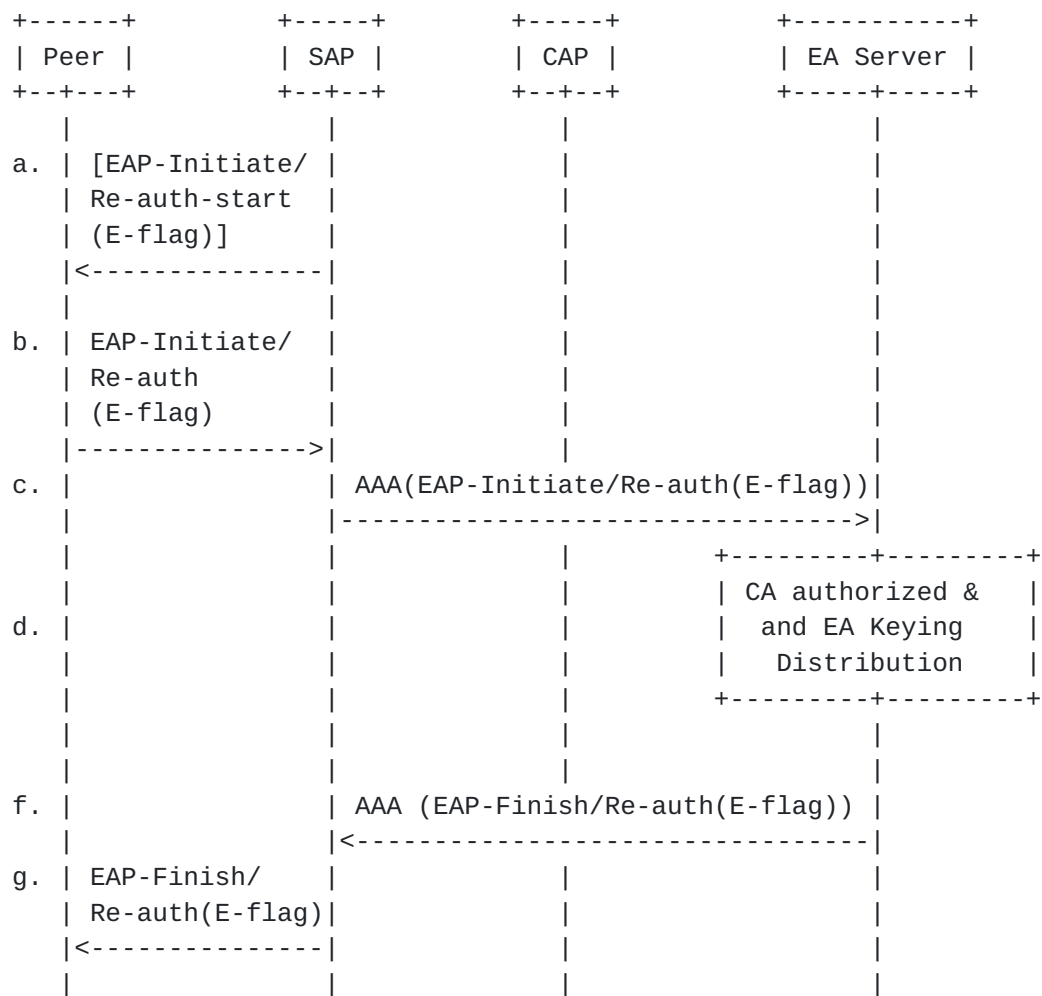 Peer SAP CAP EA Server
a. [EAP-Initiate/
Re-auth-start
(E-flag)]
b. EAP-Initiate/
Re-auth
(E-flag)
c. AAA(EAP-Initiate/Re-auth(E-flag))
CA authorized &
d. and EA Keying
Distribution
f. AAA (EAP-Finish/Re-auth(E-flag))
g. EAP-Finish/
Re-auth(E-flag)